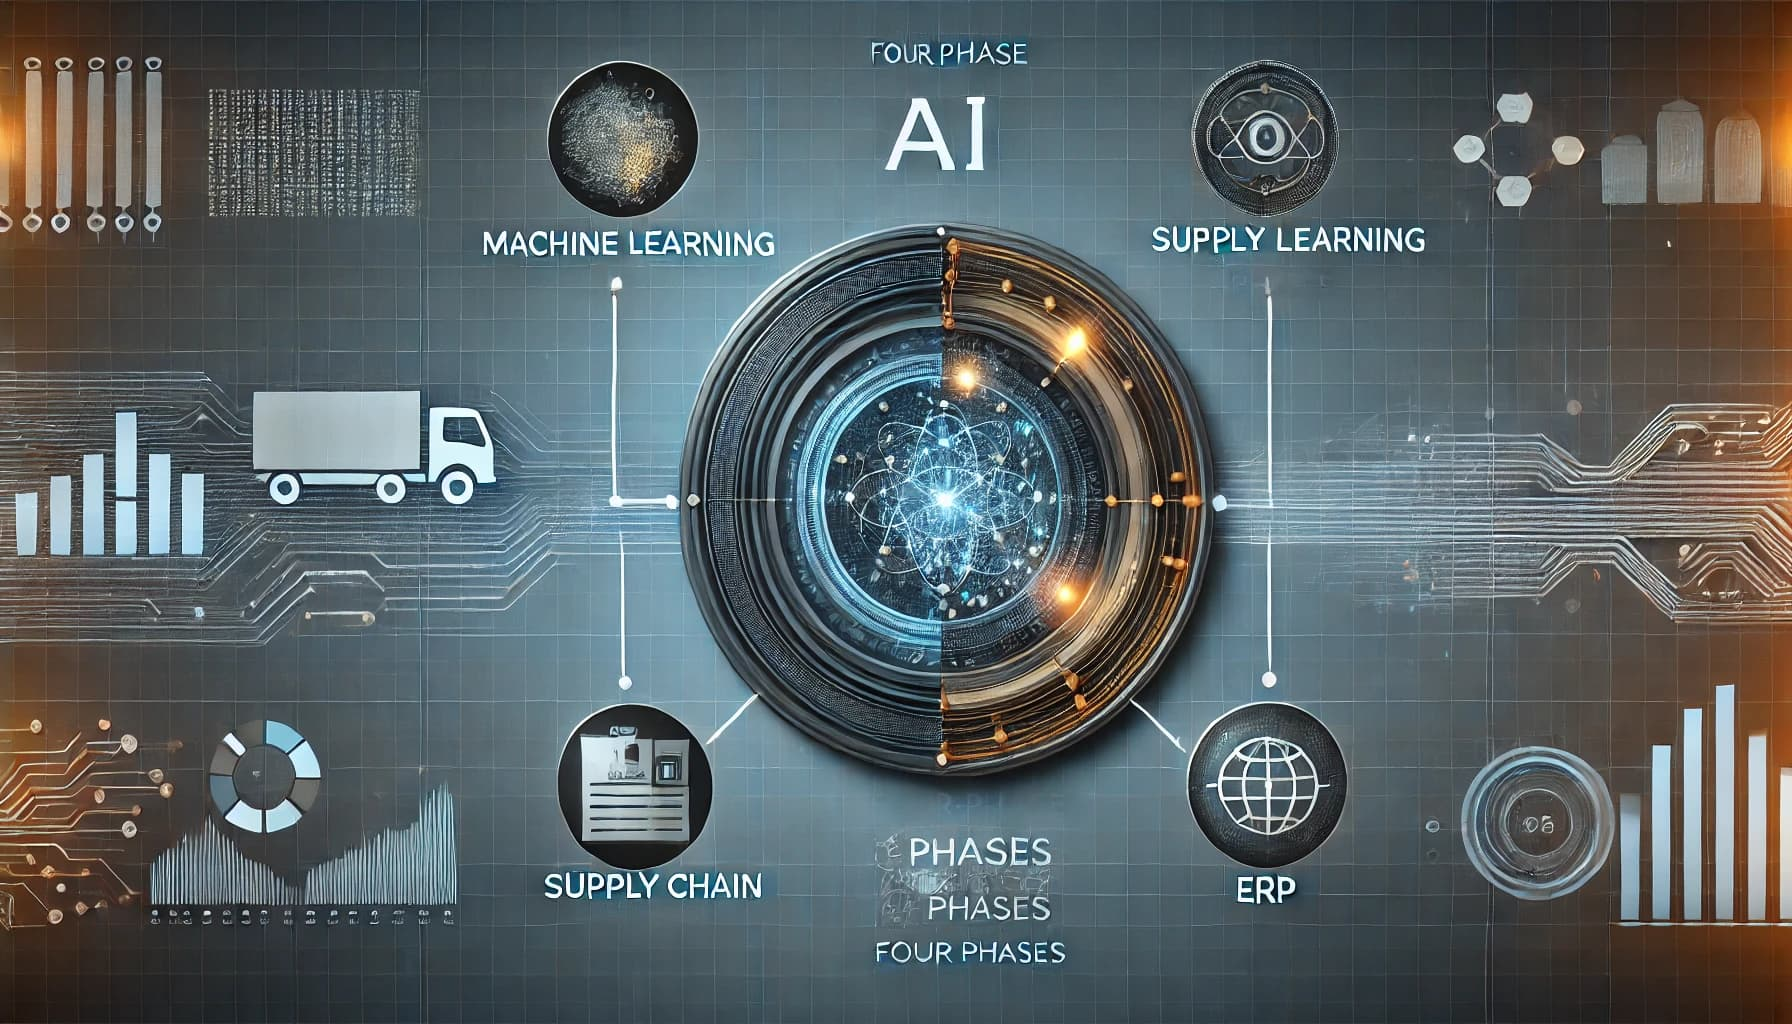 FOUR PHASE
AI
MACHINE LEARNING
SUPPLY LEARNING
SUPPLY CHAIN
ERP
PHASES
PHASES
FOUR PHASES